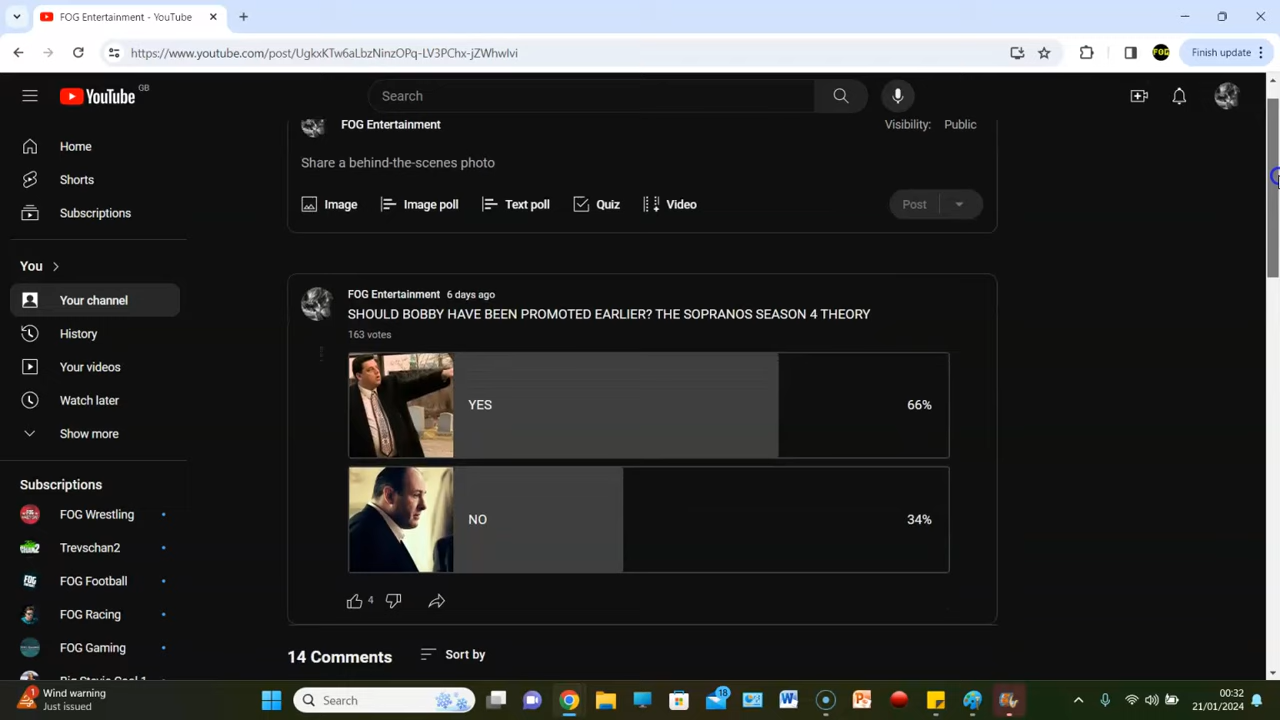 FOG Entertainment - YouTube
https://www.youtube.com/post/UgkxKTw6aLbzNinzOPq-LV3PChx-jZWhwIvi
Finish update
YouTube GB
Search
FOG Entertainment
Visibility: Public
Share a behind-the-scenes photo
Image
Image poll
Text poll
Quiz
Video
Post
Home
Shorts
Subscriptions
You
Your channel
History
Your videos
Watch later
Show more
Subscriptions
FOG Wrestling
Trevschan2
FOG Football
FOG Racing
FOG Gaming
FOG Entertainment 6 days ago
SHOULD BOBBY HAVE BEEN PROMOTED EARLIER? THE SOPRANOS SEASON 4 THEORY
163 votes
YES 66%
NO 34%
4
14 Comments
Sort by
Wind warning
Just issued
1
Search
18
00:32
21/01/2024